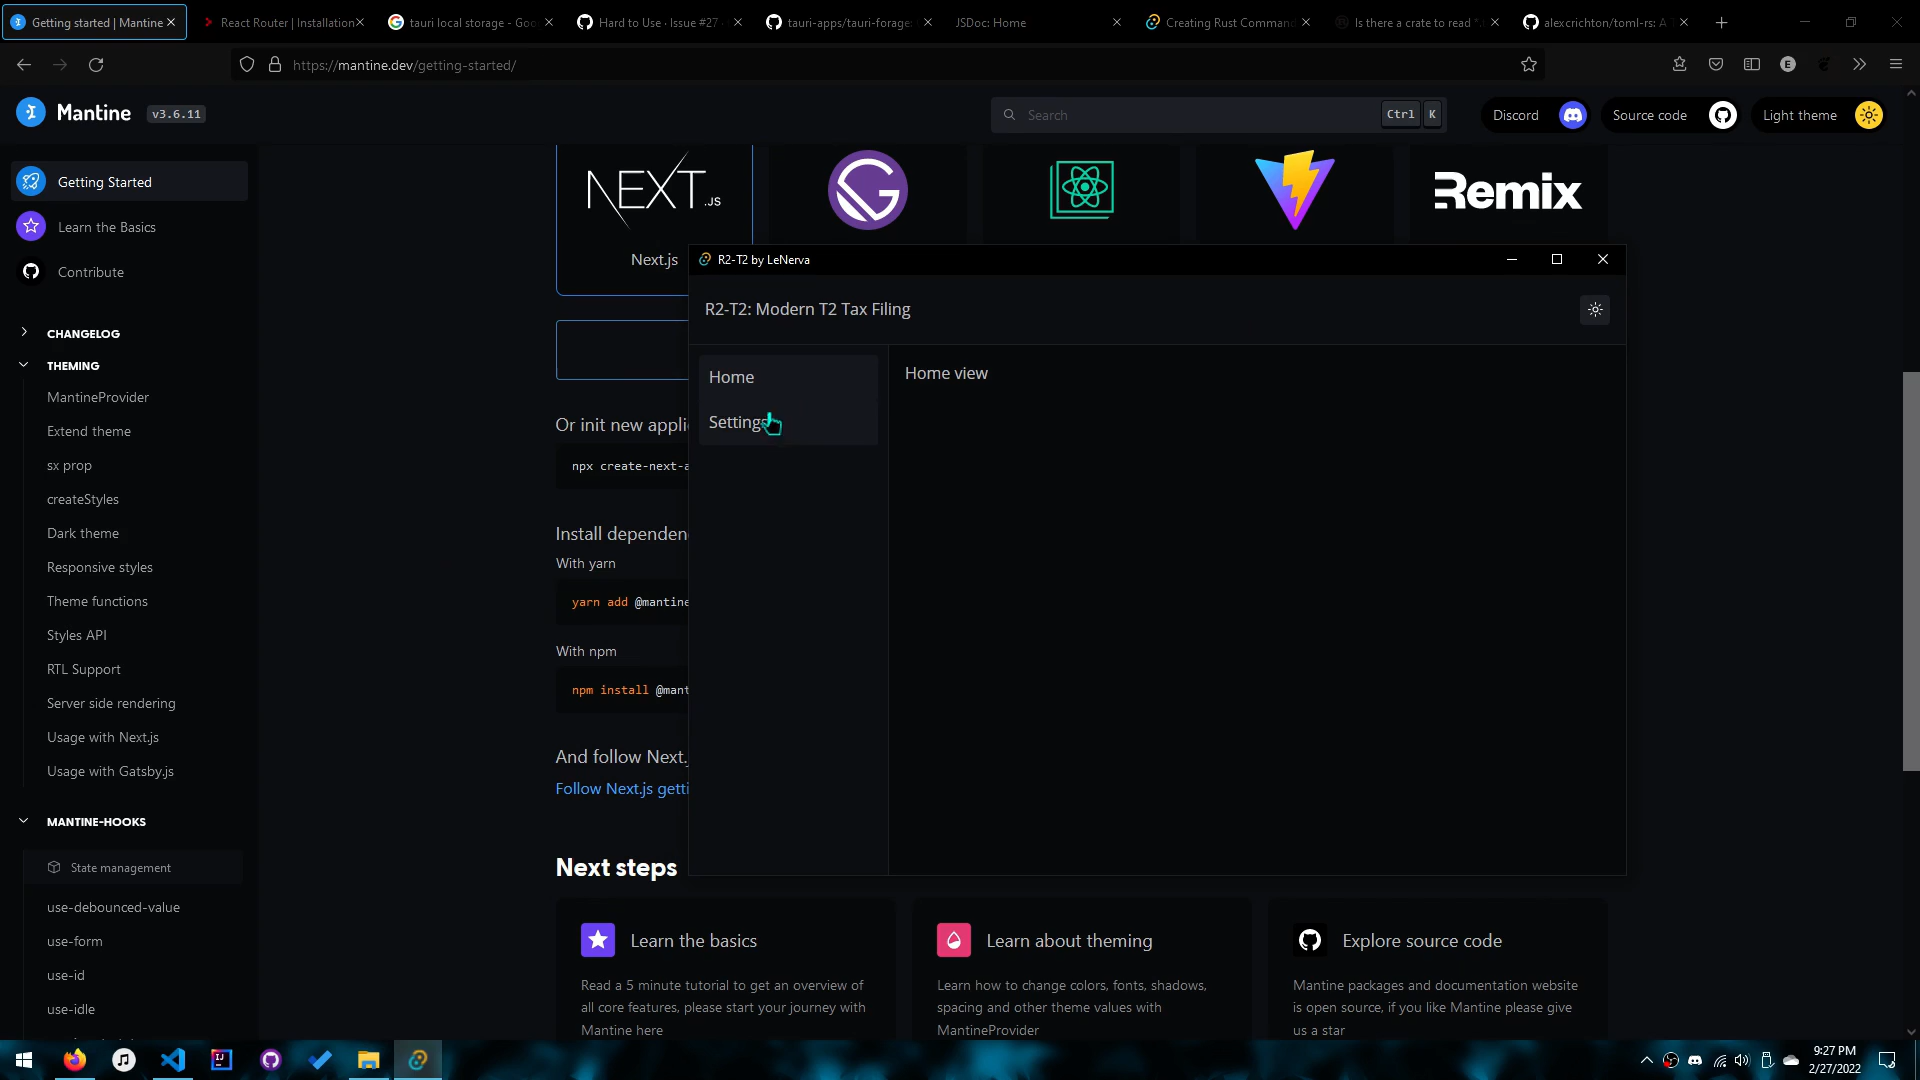 Getting started | Mantine
React Router | Installation
tauri local storage - Goo
Hard to Use · Issue #27
tauri-apps/tauri-forage:
JSDoc: Home
Creating Rust Command
Is there a crate to read *.
alexcrichton/toml-rs: A T
https://mantine.dev/getting-started/
E
Mantine
v3.6.11
Search
Ctrl
K
Discord
Source code
Light theme
Getting Started
Learn the Basics
Contribute
CHANGELOG
THEMING
MantineProvider
Extend theme
sx prop
createStyles
Dark theme
Responsive styles
Theme functions
Styles API
RTL Support
Server side rendering
Usage with Next.js
Usage with Gatsby.js
MANTINE-HOOKS
State management
use-debounced-value
use-form
use-id
use-idle
NEXT.JS
Remix
Next.js
Or init new appli
npx create-next-a
Install dependen
With yarn
yarn add @mantine
With npm
npm install @mant
And follow Next.j
Follow Next.js getti
R2-T2 by LeNerva
R2-T2: Modern T2 Tax Filing
Home
Settings
Home view
Next steps
Learn the basics
Read a 5 minute tutorial to get an overview of
all core features, please start your journey with
Mantine here
Learn about theming
Learn how to change colors, fonts, shadows,
spacing and other theme values with
MantineProvider
Explore source code
Mantine packages and documentation website
is open source, if you like Mantine please give
us a star
IJ
9:27 PM
2/27/2022